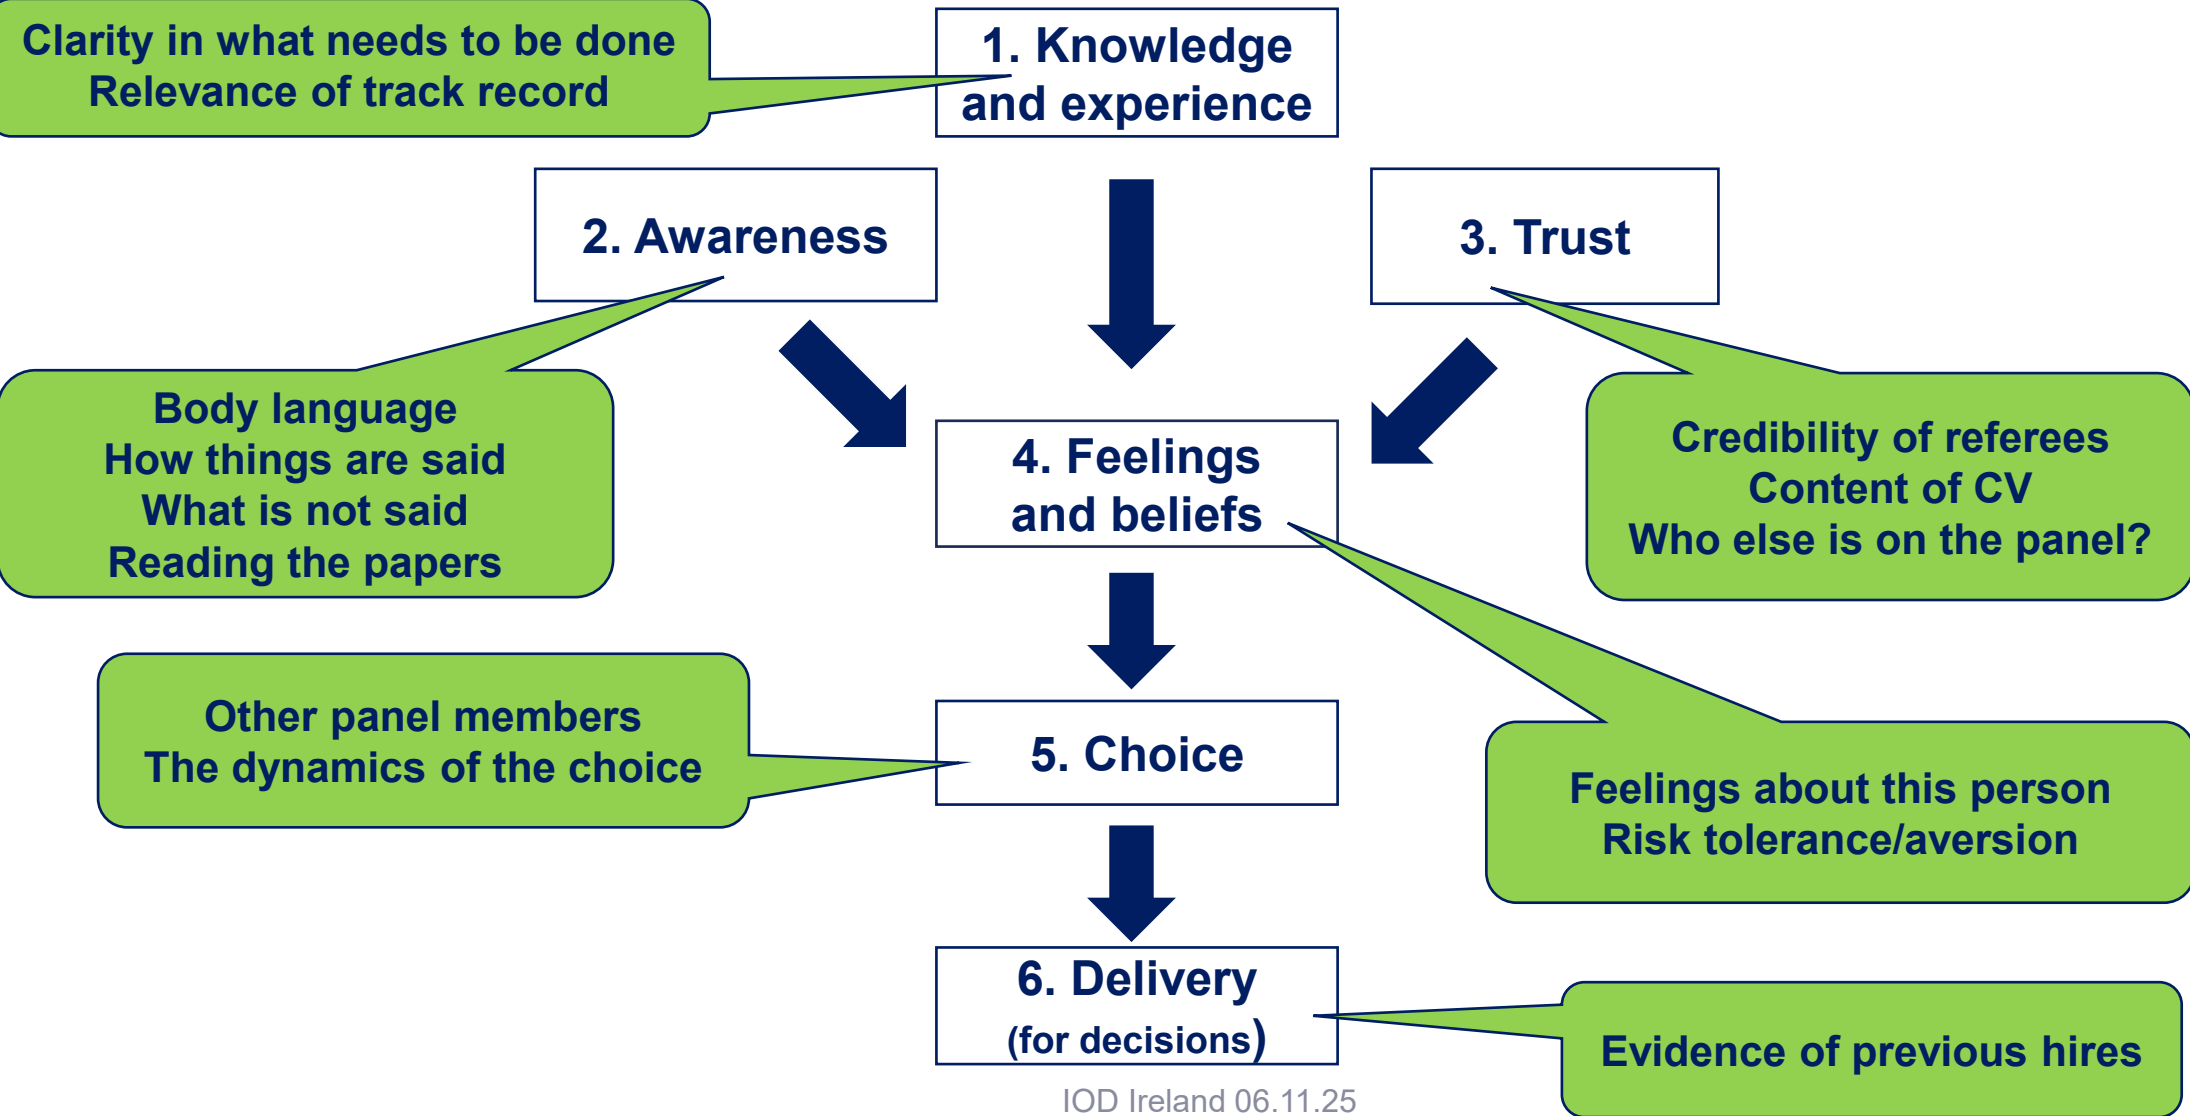 Clarity in what needs to be done
Relevance of track record
1. Knowledge
and experience
2. Awareness
3. Trust
Body language
How things are said
What is not said
Reading the papers
4. Feelings
and beliefs
Credibility of referees
Content of CV
Who else is on the panel?
Other panel members
The dynamics of the choice
5. Choice
Feelings about this person
Risk tolerance/aversion
6. Delivery
(for decisions)
Evidence of previous hires
IOD Ireland 06.11.25